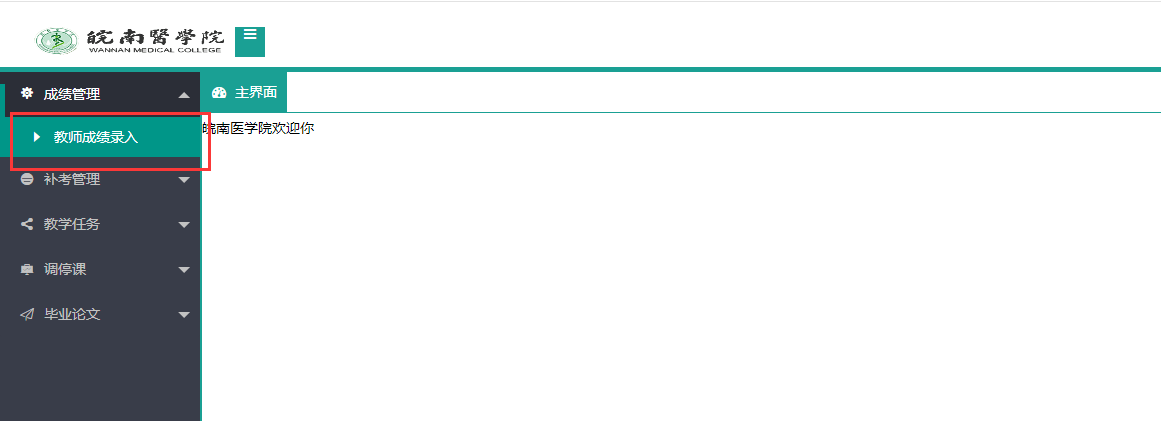 皖南醫學院
WANNAN MEDICAL COLLEGE
成绩管理
主界面
教师成绩录入
皖南医学院欢迎你
补考管理
教学任务
调停课
毕业论文